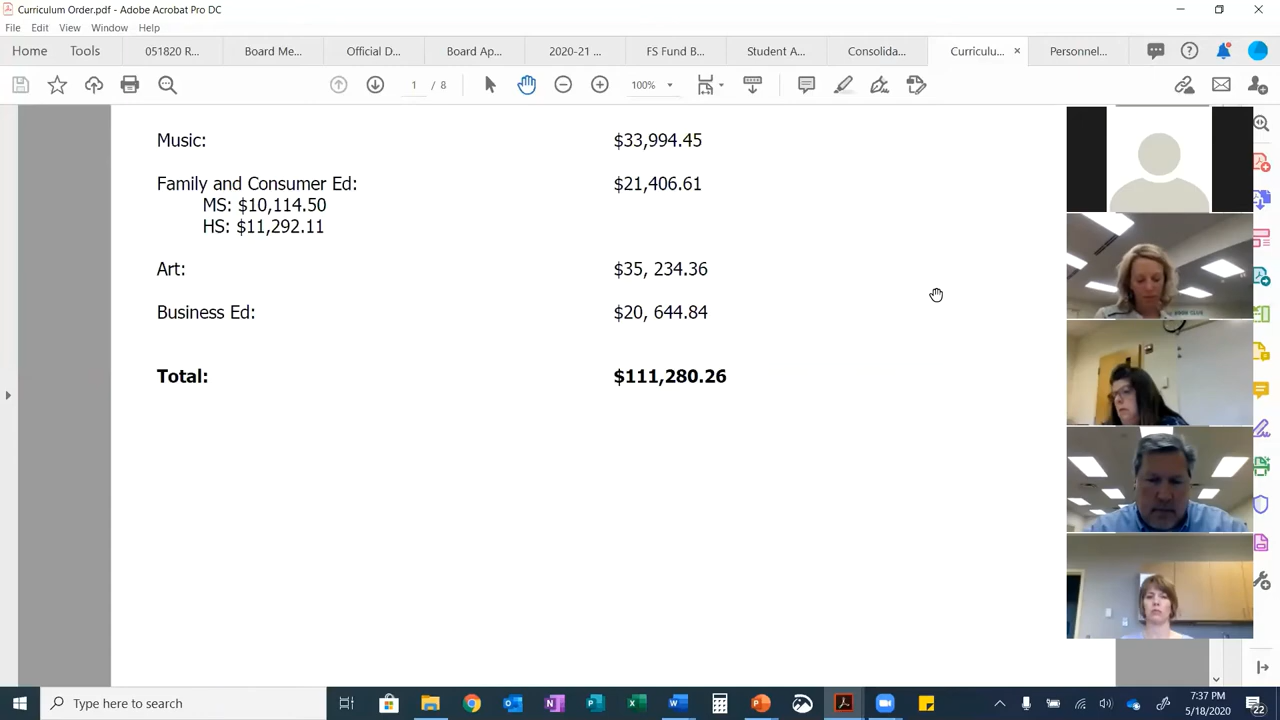 Curriculum Order.pdf - Adobe Acrobat Pro DC
File Edit View Window Help
Home Tools 051820 R... Board Me... Official D... Board Ap... 2020-21 ... FS Fund B... Student A... Consolida... Curriculu... × Personnel...
1 / 8 100%
Music: $33,994.45
Family and Consumer Ed: $21,406.61
MS: $10,114.50
HS: $11,292.11
Art: $35, 234.36
Business Ed: $20, 644.84
Total: $111,280.26
Type here to search
7:37 PM
5/18/2020
22